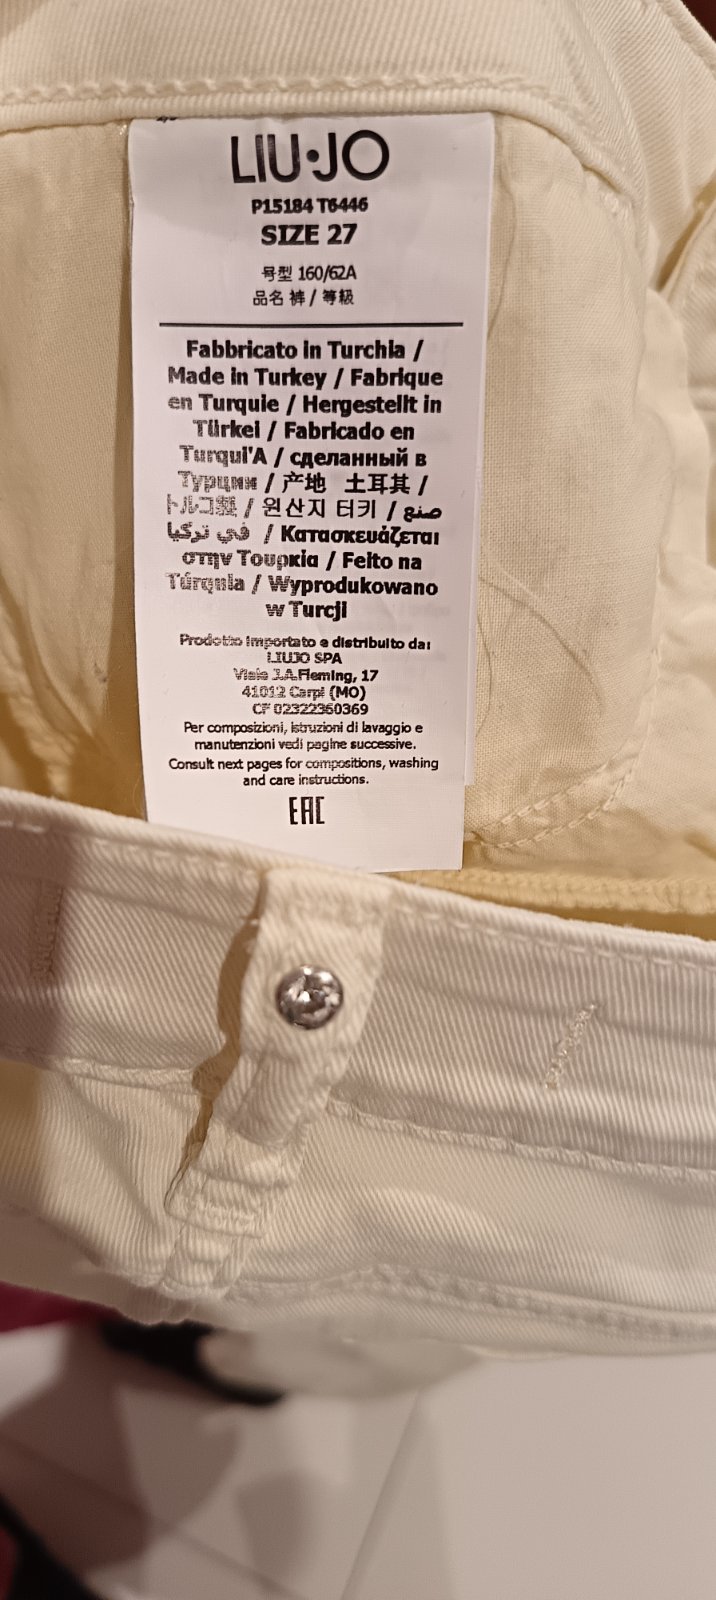 LIU·JO
P15184 T6446
SIZE 27
号型 160/62A
品名 裤 / 等級
Fabbricato in Turchia /
Made in Turkey / Fabrique
en Turquie / Hergestellt in
Türkei / Fabricado en
Turqui'A / сделанный в
Турции / 产地 土耳其 /
トルコ製 / 원산지 터키 / صنع
في تركيا / Κατασκευάζεται
στην Τουρκία / Feito na
Túrquia / Wyprodukowano
w Turcji
Prodotto importato e distribuito da:
LIUJO SPA
Viale J.A.Fleming, 17
41012 Carpi (MO)
CF 02322360369
Per composizioni, istruzioni di lavaggio e
manutenzioni vedi pagine successive.
Consult next pages for compositions, washing
and care instructions.
EAC